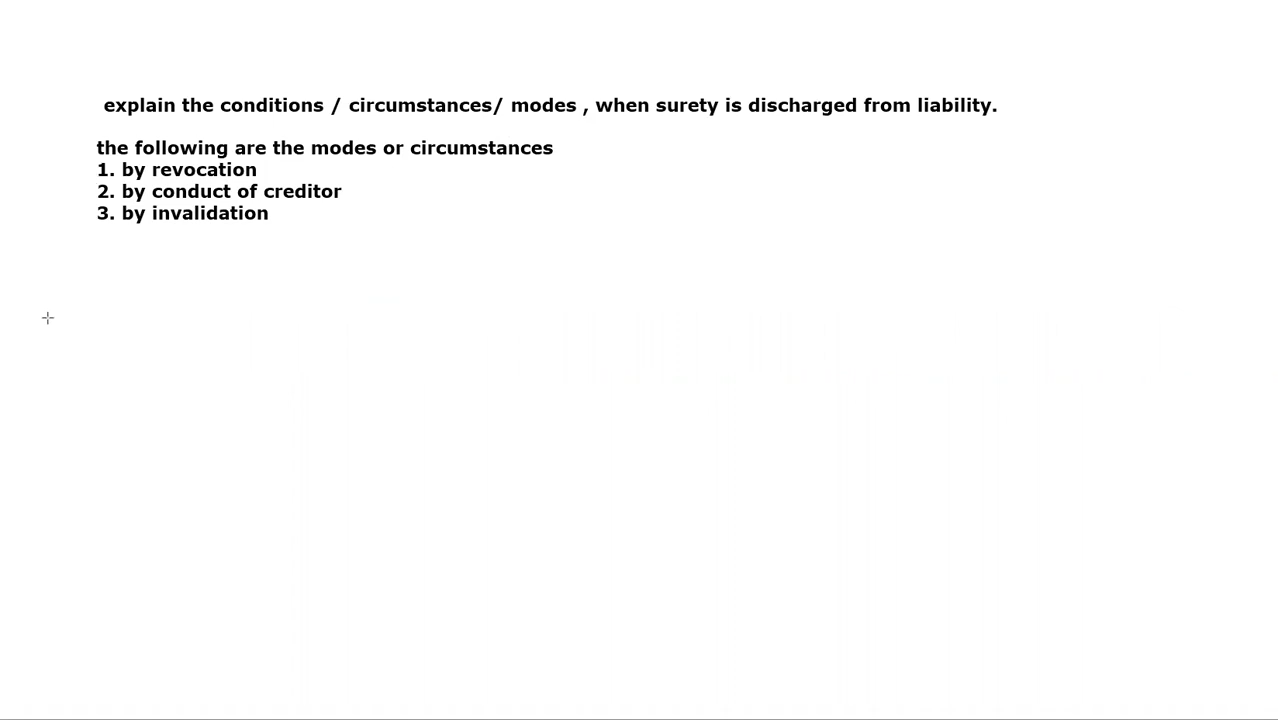 explain the conditions / circumstances/ modes , when surety is discharged from liability.
the following are the modes or circumstances
1. by revocation
2. by conduct of creditor
3. by invalidation